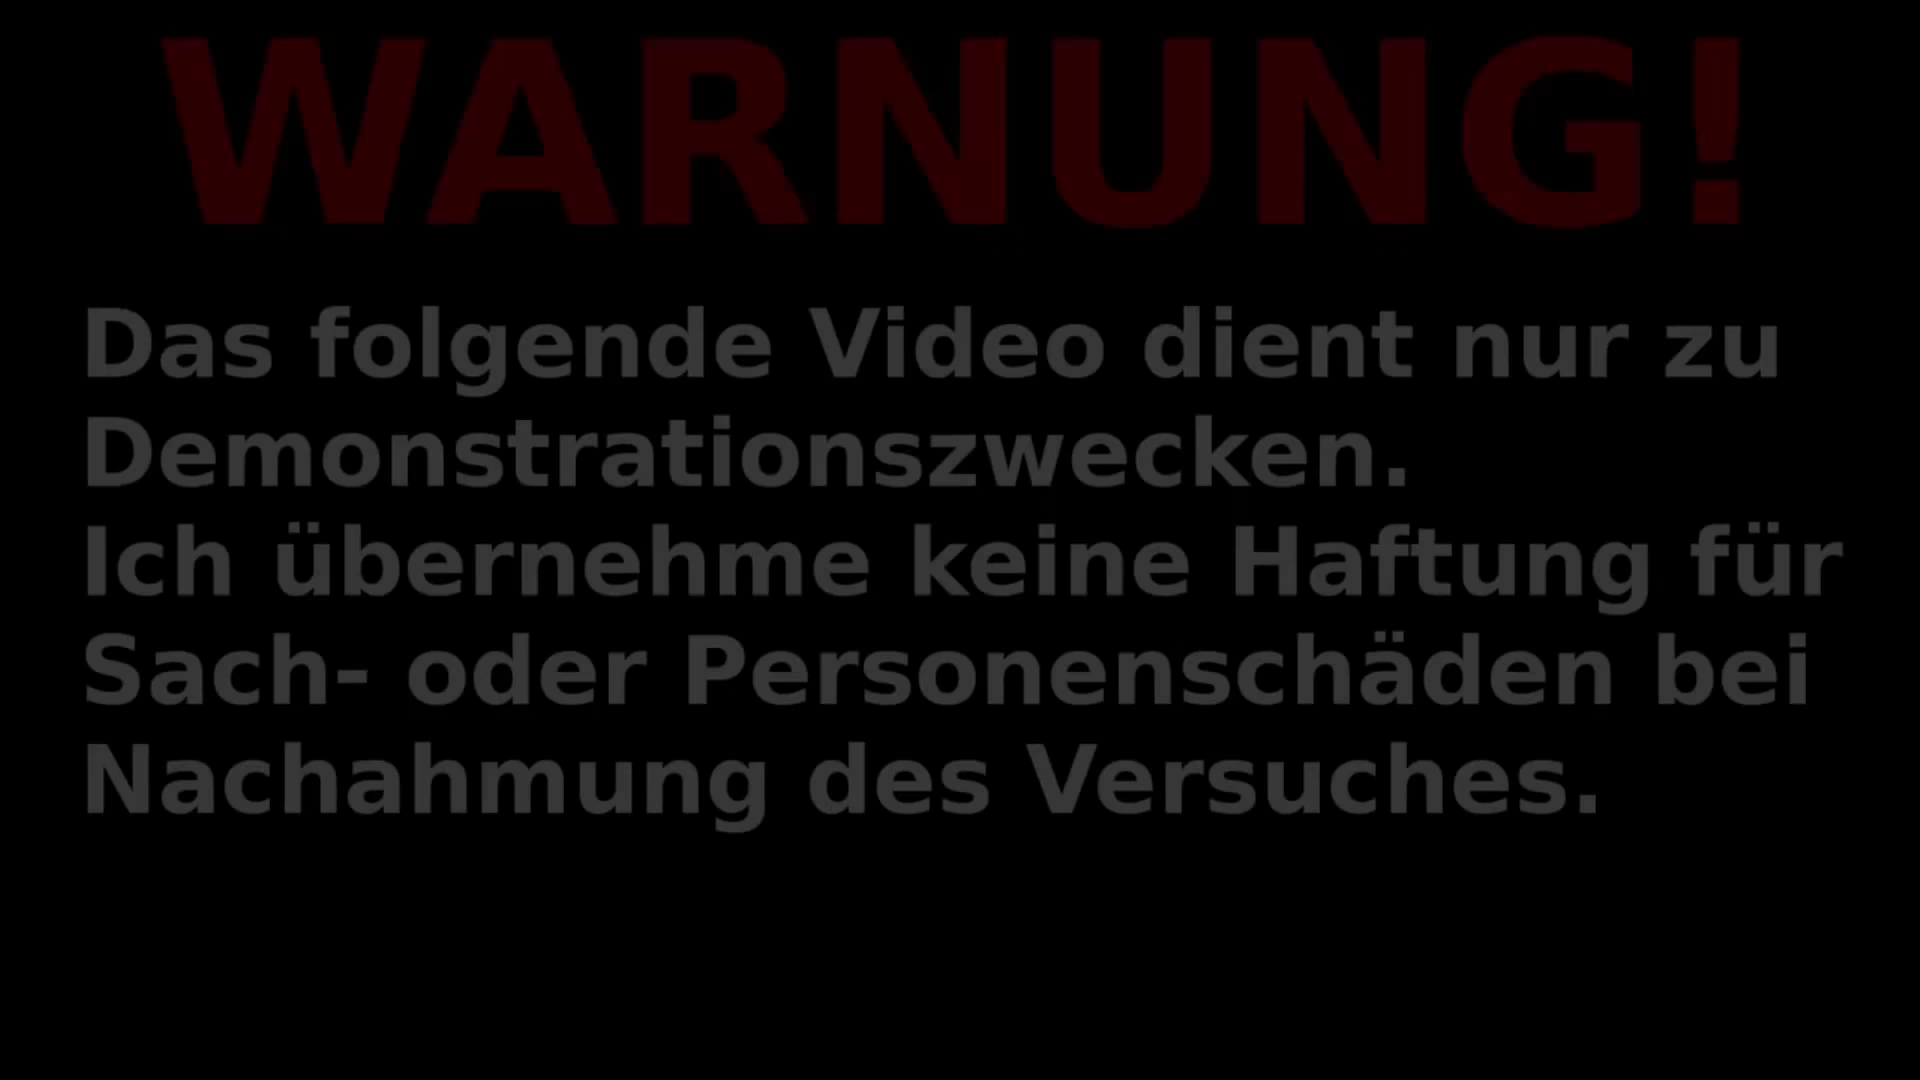 WARNUNG!
Das folgende Video dient nur zu
Demonstrationszwecken.
Ich übernehme keine Haftung für
Sach- oder Personenschäden bei
Nachahmung des Versuches.